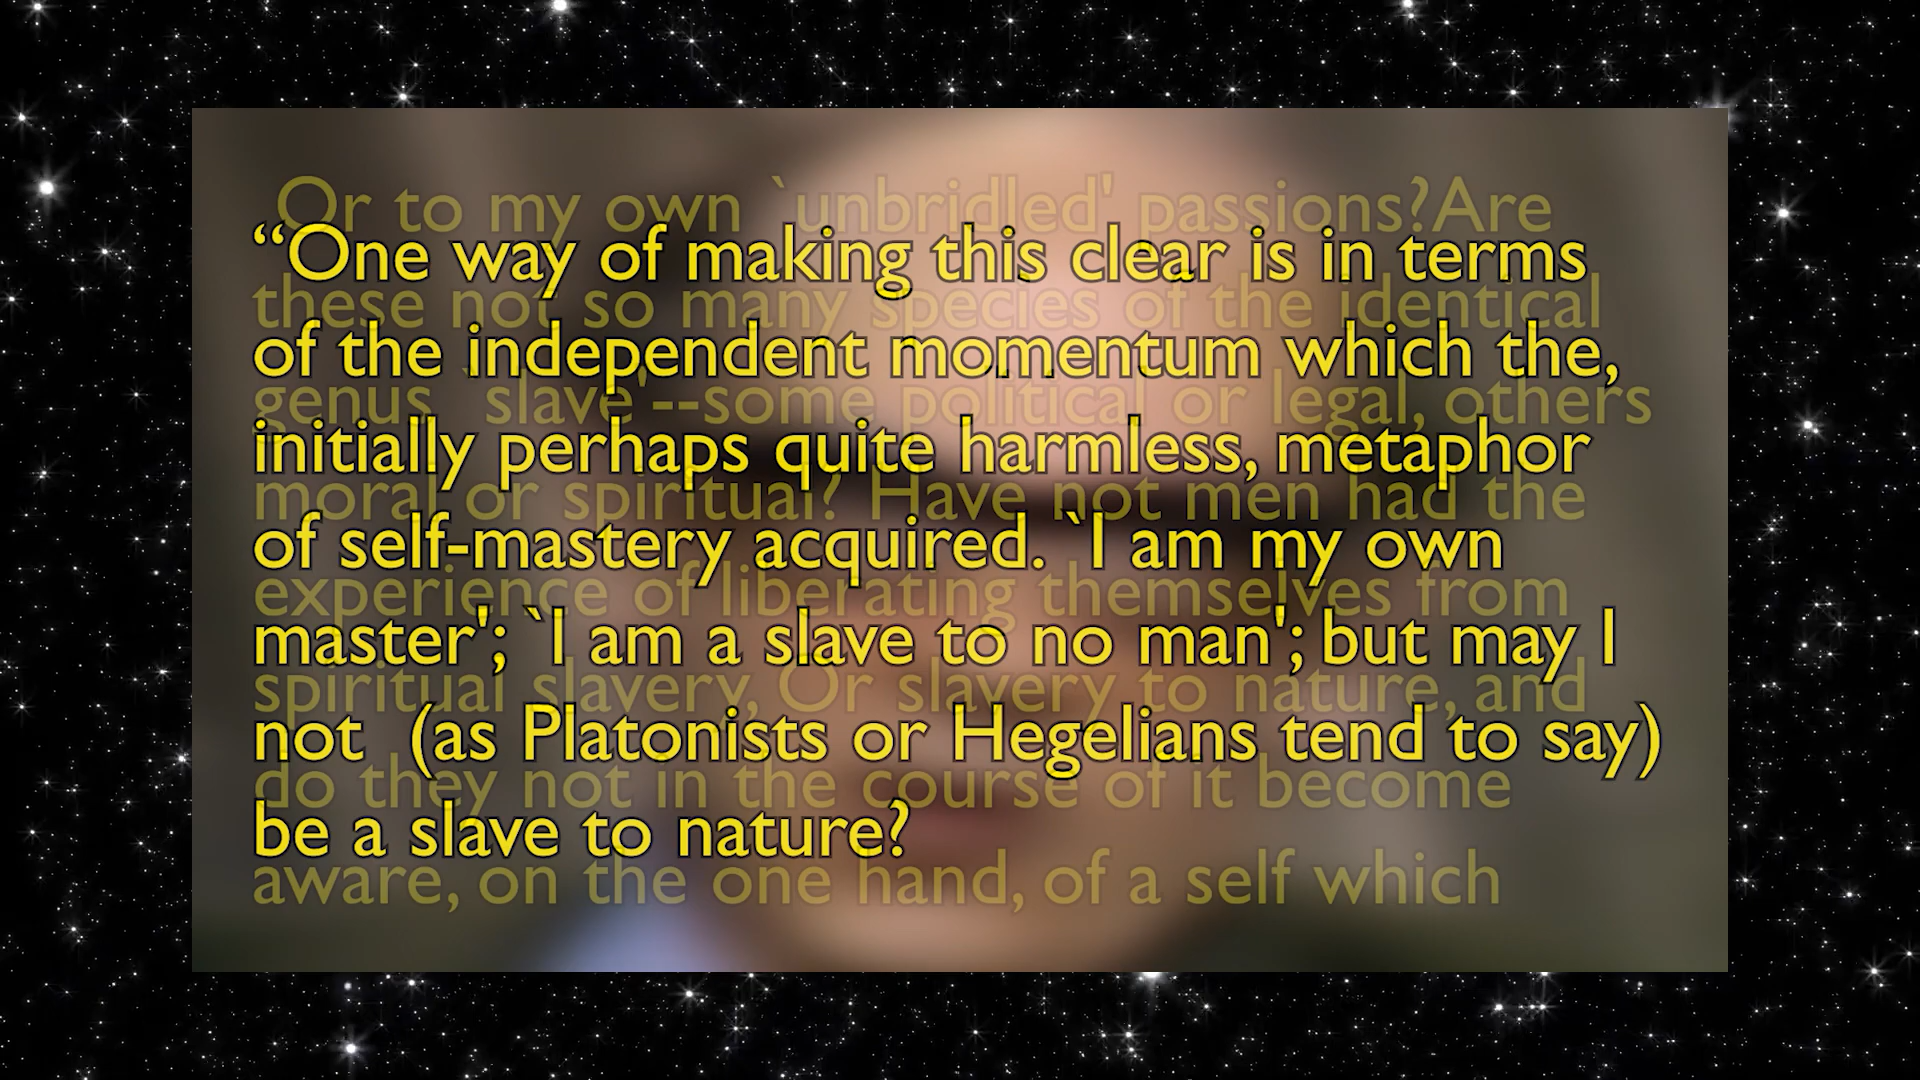 “One way of making this clear is in terms
of the independent momentum which the,
initially perhaps quite harmless, metaphor
of self-mastery acquired. `I am my own
master'; `I am a slave to no man'; but may I
not (as Platonists or Hegelians tend to say)
be a slave to nature?
Or to my own `unbridled' passions?Are
these not so many species of the identical
genus `slave'--some political or legal, others
moral or spiritual? Have not men had the
experience of liberating themselves from
spiritual slavery, Or slavery to nature, and
do they not in the course of it become
aware, on the one hand, of a self which